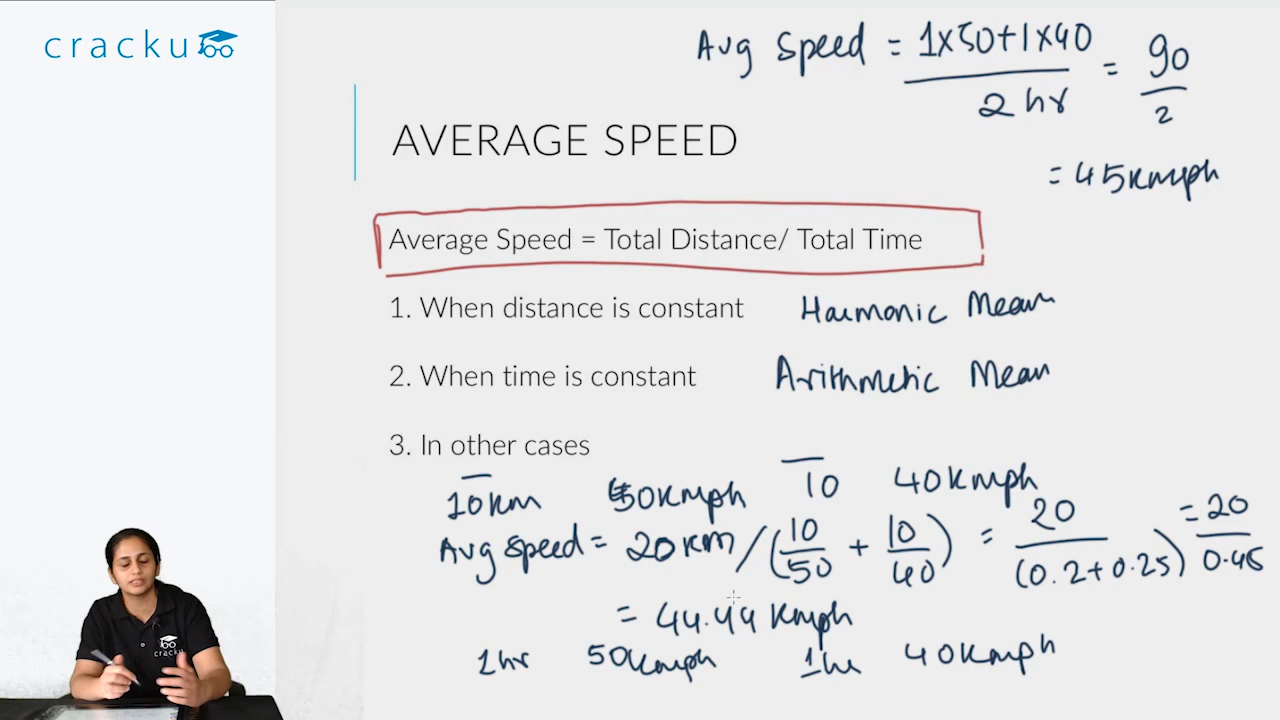 cracku
Avg Speed = 1x50+1x40 / 2 hr = 90/2
= 45Kmph
AVERAGE SPEED
Average Speed = Total Distance/ Total Time
1. When distance is constant Harmonic Mean
2. When time is constant Arithmetic Mean
3. In other cases
10km 50Kmph 10 40Kmph
Avg Speed = 20km/(10/50 + 10/40) = 20/(0.2+0.25) = 20/0.45
= 44.44 Kmph
1hr 50Kmph 1hr 40Kmph
cracku